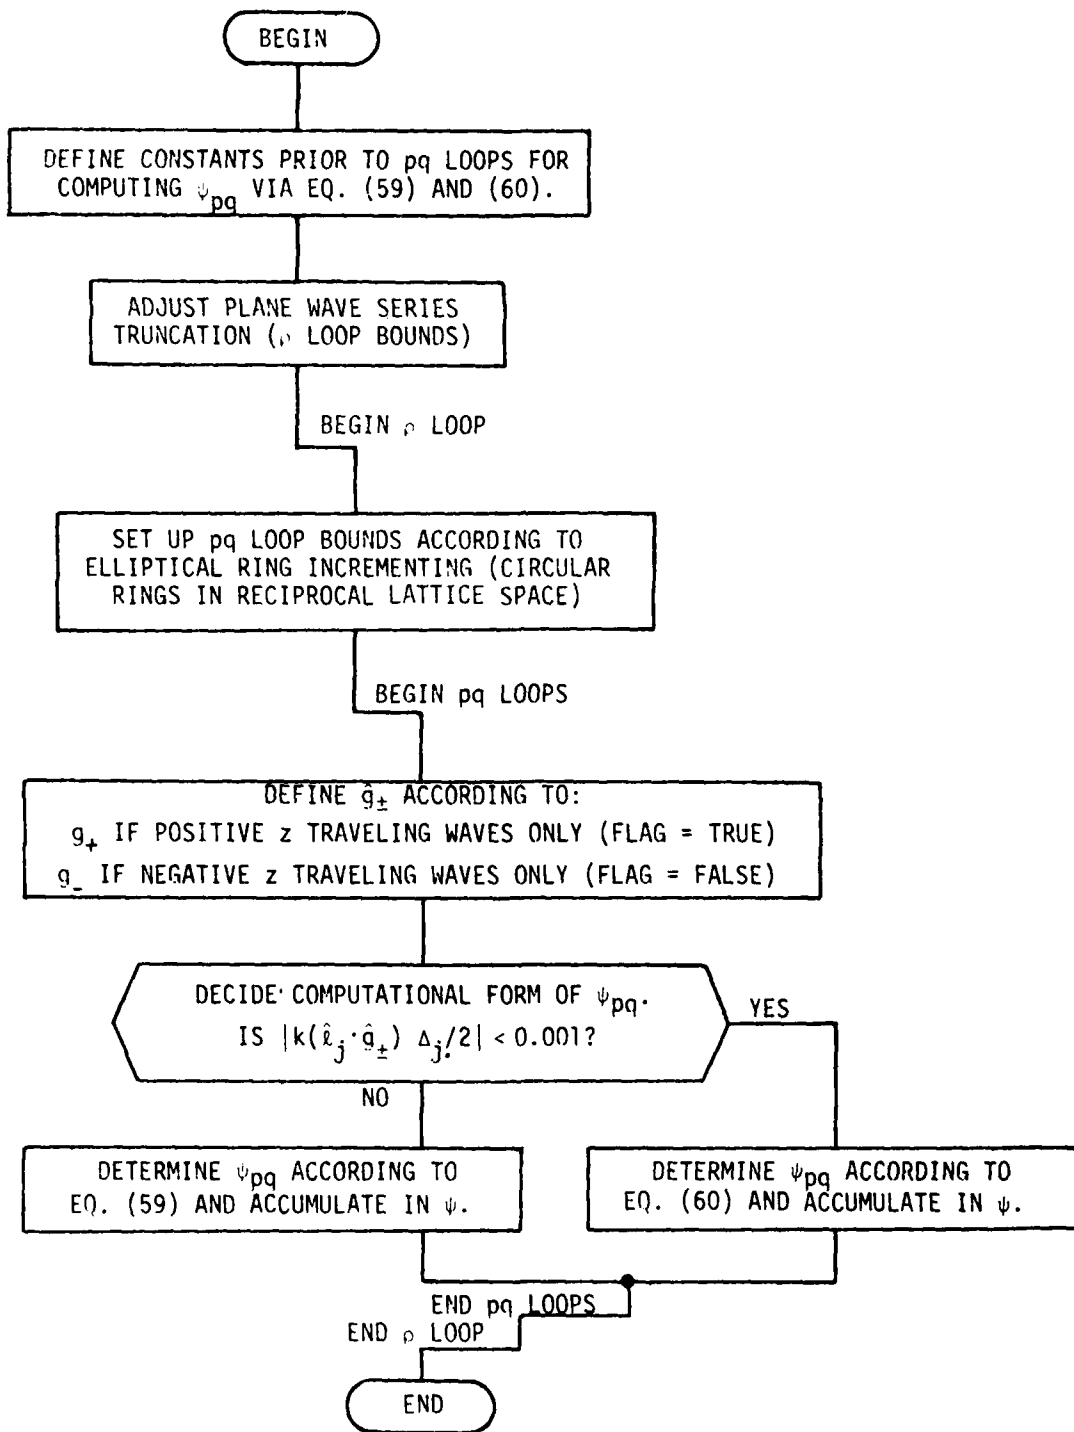 BEGIN
DEFINE CONSTANTS PRIOR TO pq LOOPS FOR
COMPUTING ψpq VIA EQ. (59) AND (60).
ADJUST PLANE WAVE SERIES
TRUNCATION (ρ LOOP BOUNDS)
BEGIN ρ LOOP
SET UP pq LOOP BOUNDS ACCORDING TO
ELLIPTICAL RING INCREMENTING (CIRCULAR
RINGS IN RECIPROCAL LATTICE SPACE)
BEGIN pq LOOPS
DEFINE ĝ± ACCORDING TO:
g+ IF POSITIVE z TRAVELING WAVES ONLY (FLAG = TRUE)
g- IF NEGATIVE z TRAVELING WAVES ONLY (FLAG = FALSE)
DECIDE COMPUTATIONAL FORM OF ψpq.
IS |k(ℓ̂j·ĝ±) Δj/2| < 0.001?
YES
NO
DETERMINE ψpq ACCORDING TO
EQ. (59) AND ACCUMULATE IN ψ.
DETERMINE ψpq ACCORDING TO
EQ. (60) AND ACCUMULATE IN ψ.
END pq LOOPS
END ρ LOOP
END